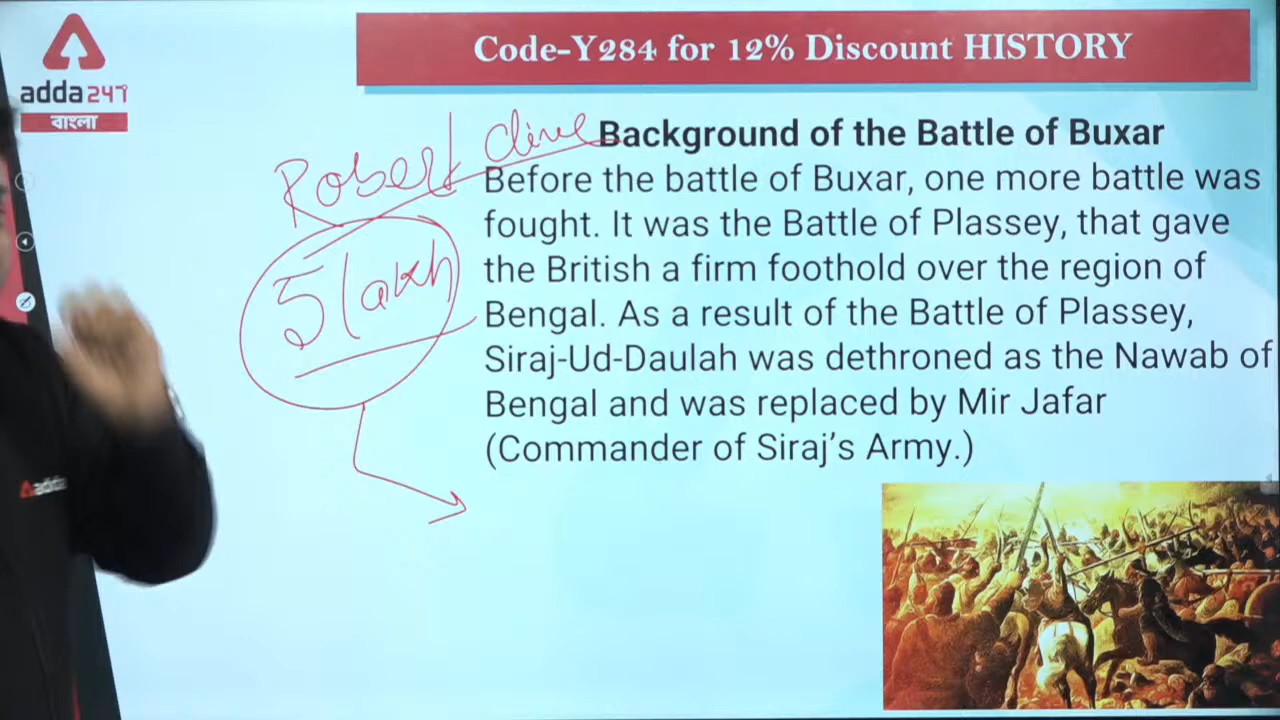 adda 247
বাংলা
Code-Y284 for 12% Discount HISTORY
Robert Clive
5 lakh
Background of the Battle of Buxar
Before the battle of Buxar, one more battle was
fought. It was the Battle of Plassey, that gave
the British a firm foothold over the region of
Bengal. As a result of the Battle of Plassey,
Siraj-Ud-Daulah was dethroned as the Nawab of
Bengal and was replaced by Mir Jafar
(Commander of Siraj's Army.)
adda